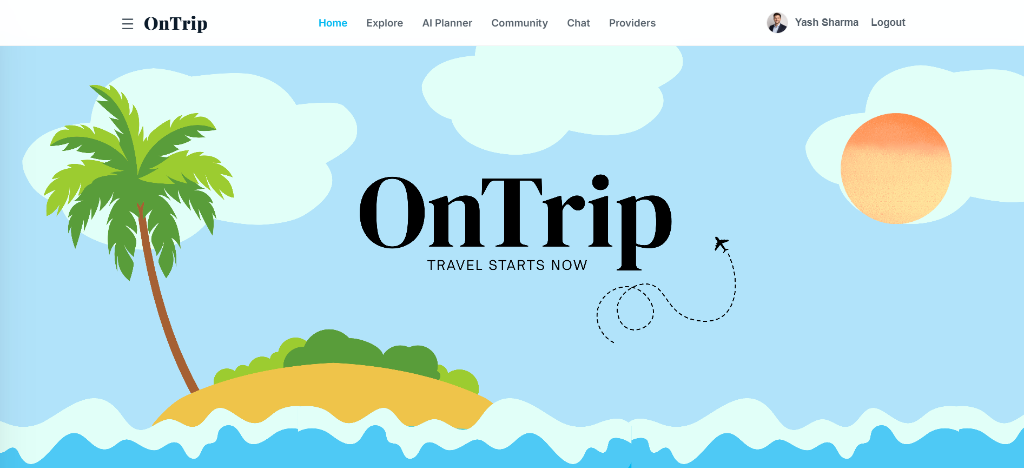 OnTrip
Home Explore AI Planner Community Chat Providers
Yash Sharma Logout
OnTrip
TRAVEL STARTS NOW